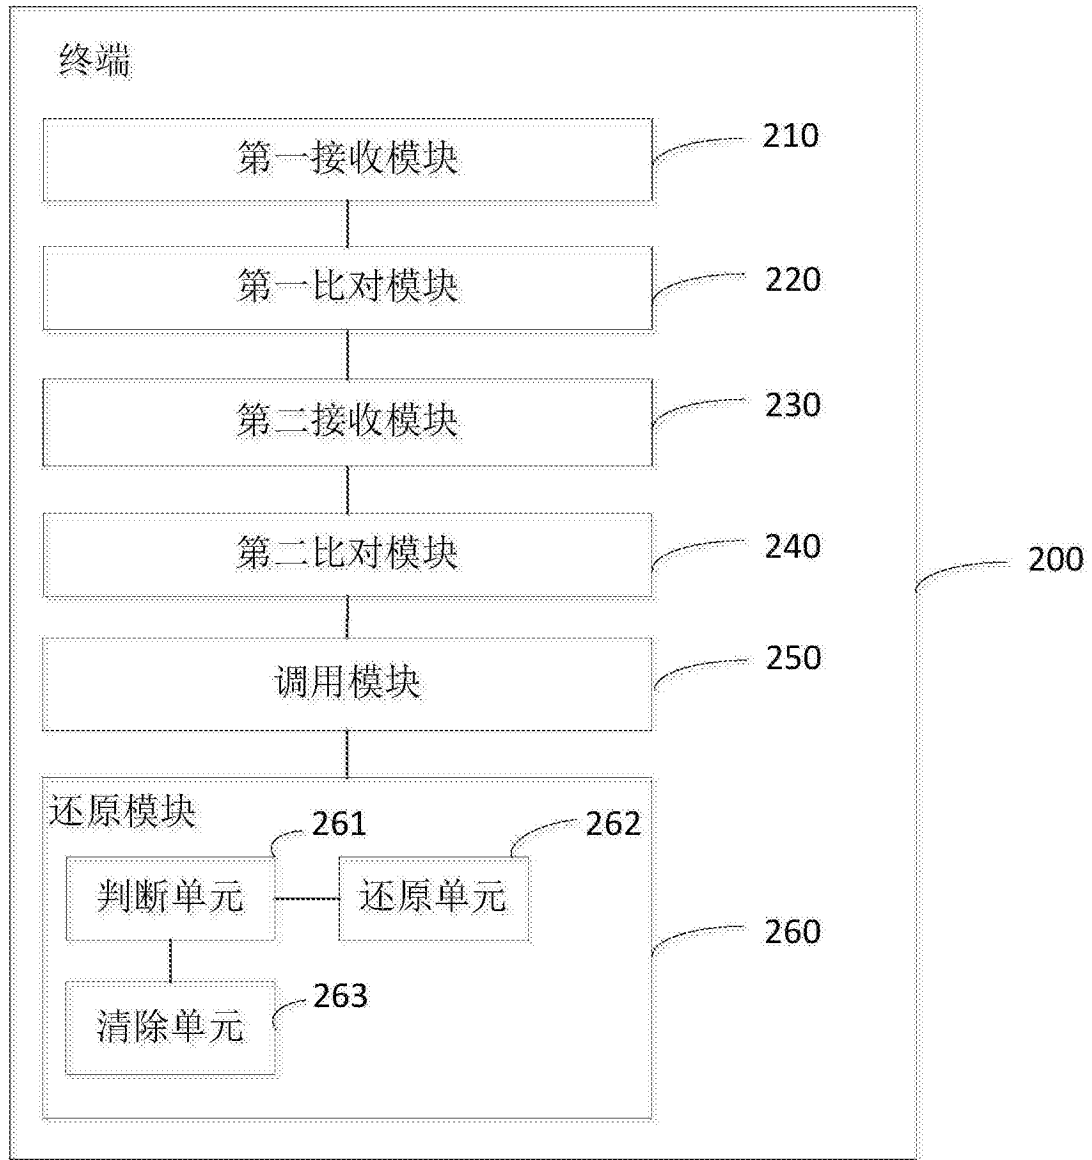 终端
第一接收模块
210
第一比对模块
220
第二接收模块
230
第二比对模块
240
200
调用模块
250
还原模块
261
262
判断单元
还原单元
260
263
清除单元